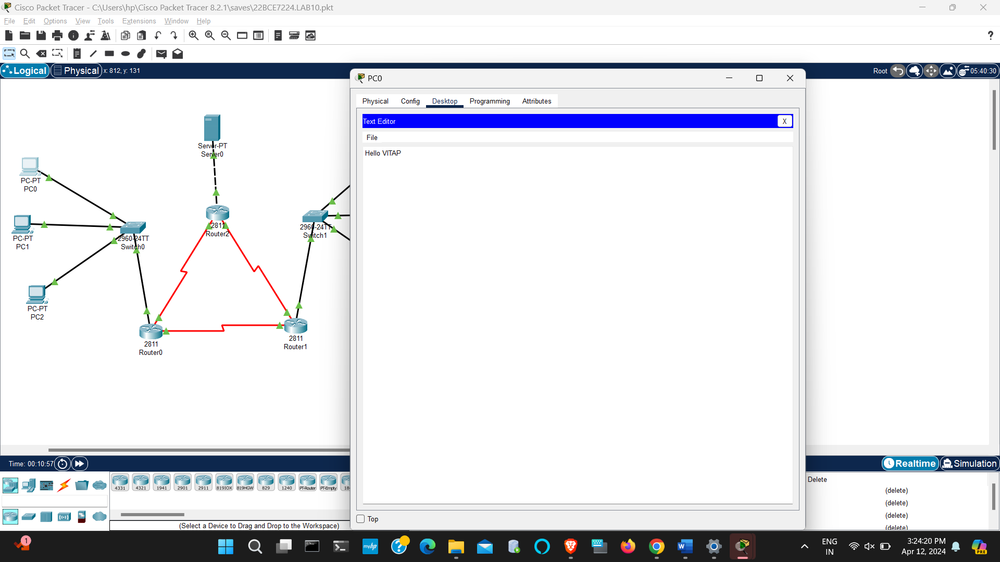 Cisco Packet Tracer - C:\Users\hp\Cisco Packet Tracer 8.2.1\saves\22BCE7224.LAB10.pkt
File Edit Options View Tools Extensions Window Help
?
Logical Physical x: 812, y: 131
Root 05:40:30
PC0
Physical Config Desktop Programming Attributes
Text Editor X
File
Hello VITAP
Server-PT
Server0
PC-PT
PC0
2811
Router2
2960-24TT
Switch1
PC-PT
PC1
2960-24TT
Switch0
PC-PT
PC2
2811
Router0
2811
Router1
Time: 00:10:57
Realtime Simulation
4331 4321 1941 2901 2911 819IOX 819HGW 829 1240 PT-Router PT-Empty 18
(Select a Device to Drag and Drop to the Workspace)
Top
Delete
(delete)
(delete)
(delete)
(delete)
1
myhp
?
W
ENG
IN
3:24:20 PM
Apr 12, 2024
PRE